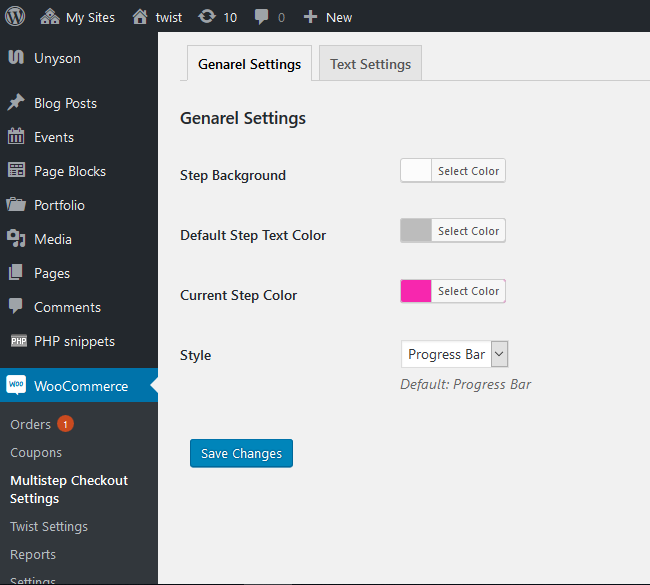 My Sites twist 10 0 New
Unyson
Blog Posts
Events
Page Blocks
Portfolio
Media
Pages
Comments
PHP PHP snippets
WOO WooCommerce
Orders 1
Coupons
Multistep Checkout
Settings
Twist Settings
Reports
Settings
Genarel Settings Text Settings
Genarel Settings
Step Background Select Color
Default Step Text Color Select Color
Current Step Color Select Color
Style Progress Bar
Default: Progress Bar
Save Changes